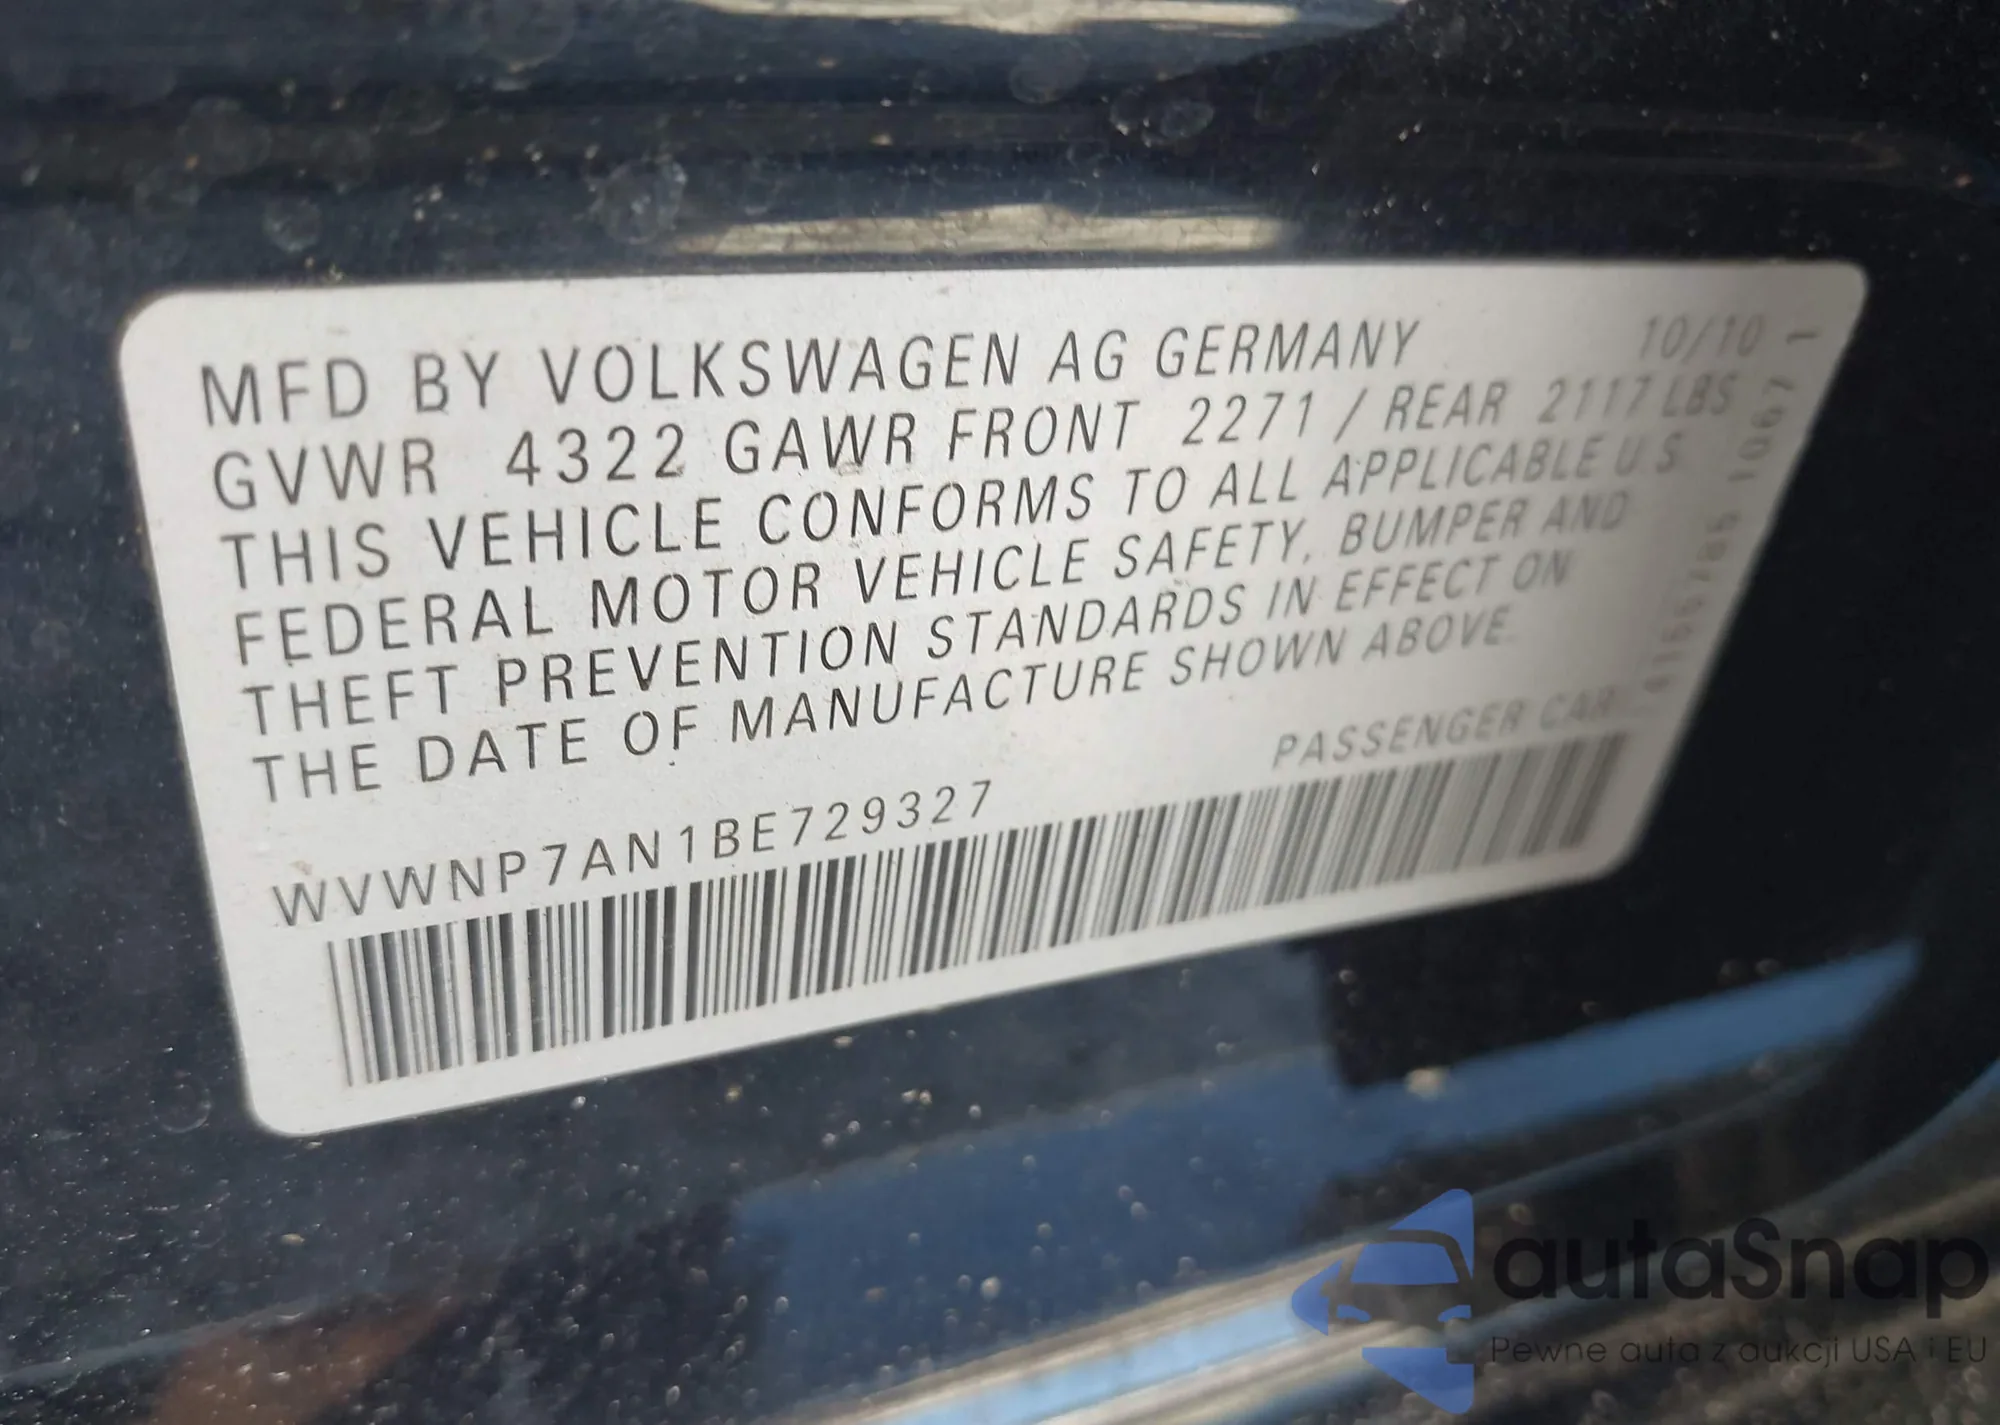 MFD BY VOLKSWAGEN AG GERMANY 10/10
GVWR 4322 GAWR FRONT 2271 / REAR 2117 LBS
THIS VEHICLE CONFORMS TO ALL APPLICABLE U S
FEDERAL MOTOR VEHICLE SAFETY, BUMPER AND
THEFT PREVENTION STANDARDS IN EFFECT ON
THE DATE OF MANUFACTURE SHOWN ABOVE.
PASSENGER CAR
WVWNP7AN1BE729327
1067 1
autaSnap
Pewne auta z aukcji USA i EU